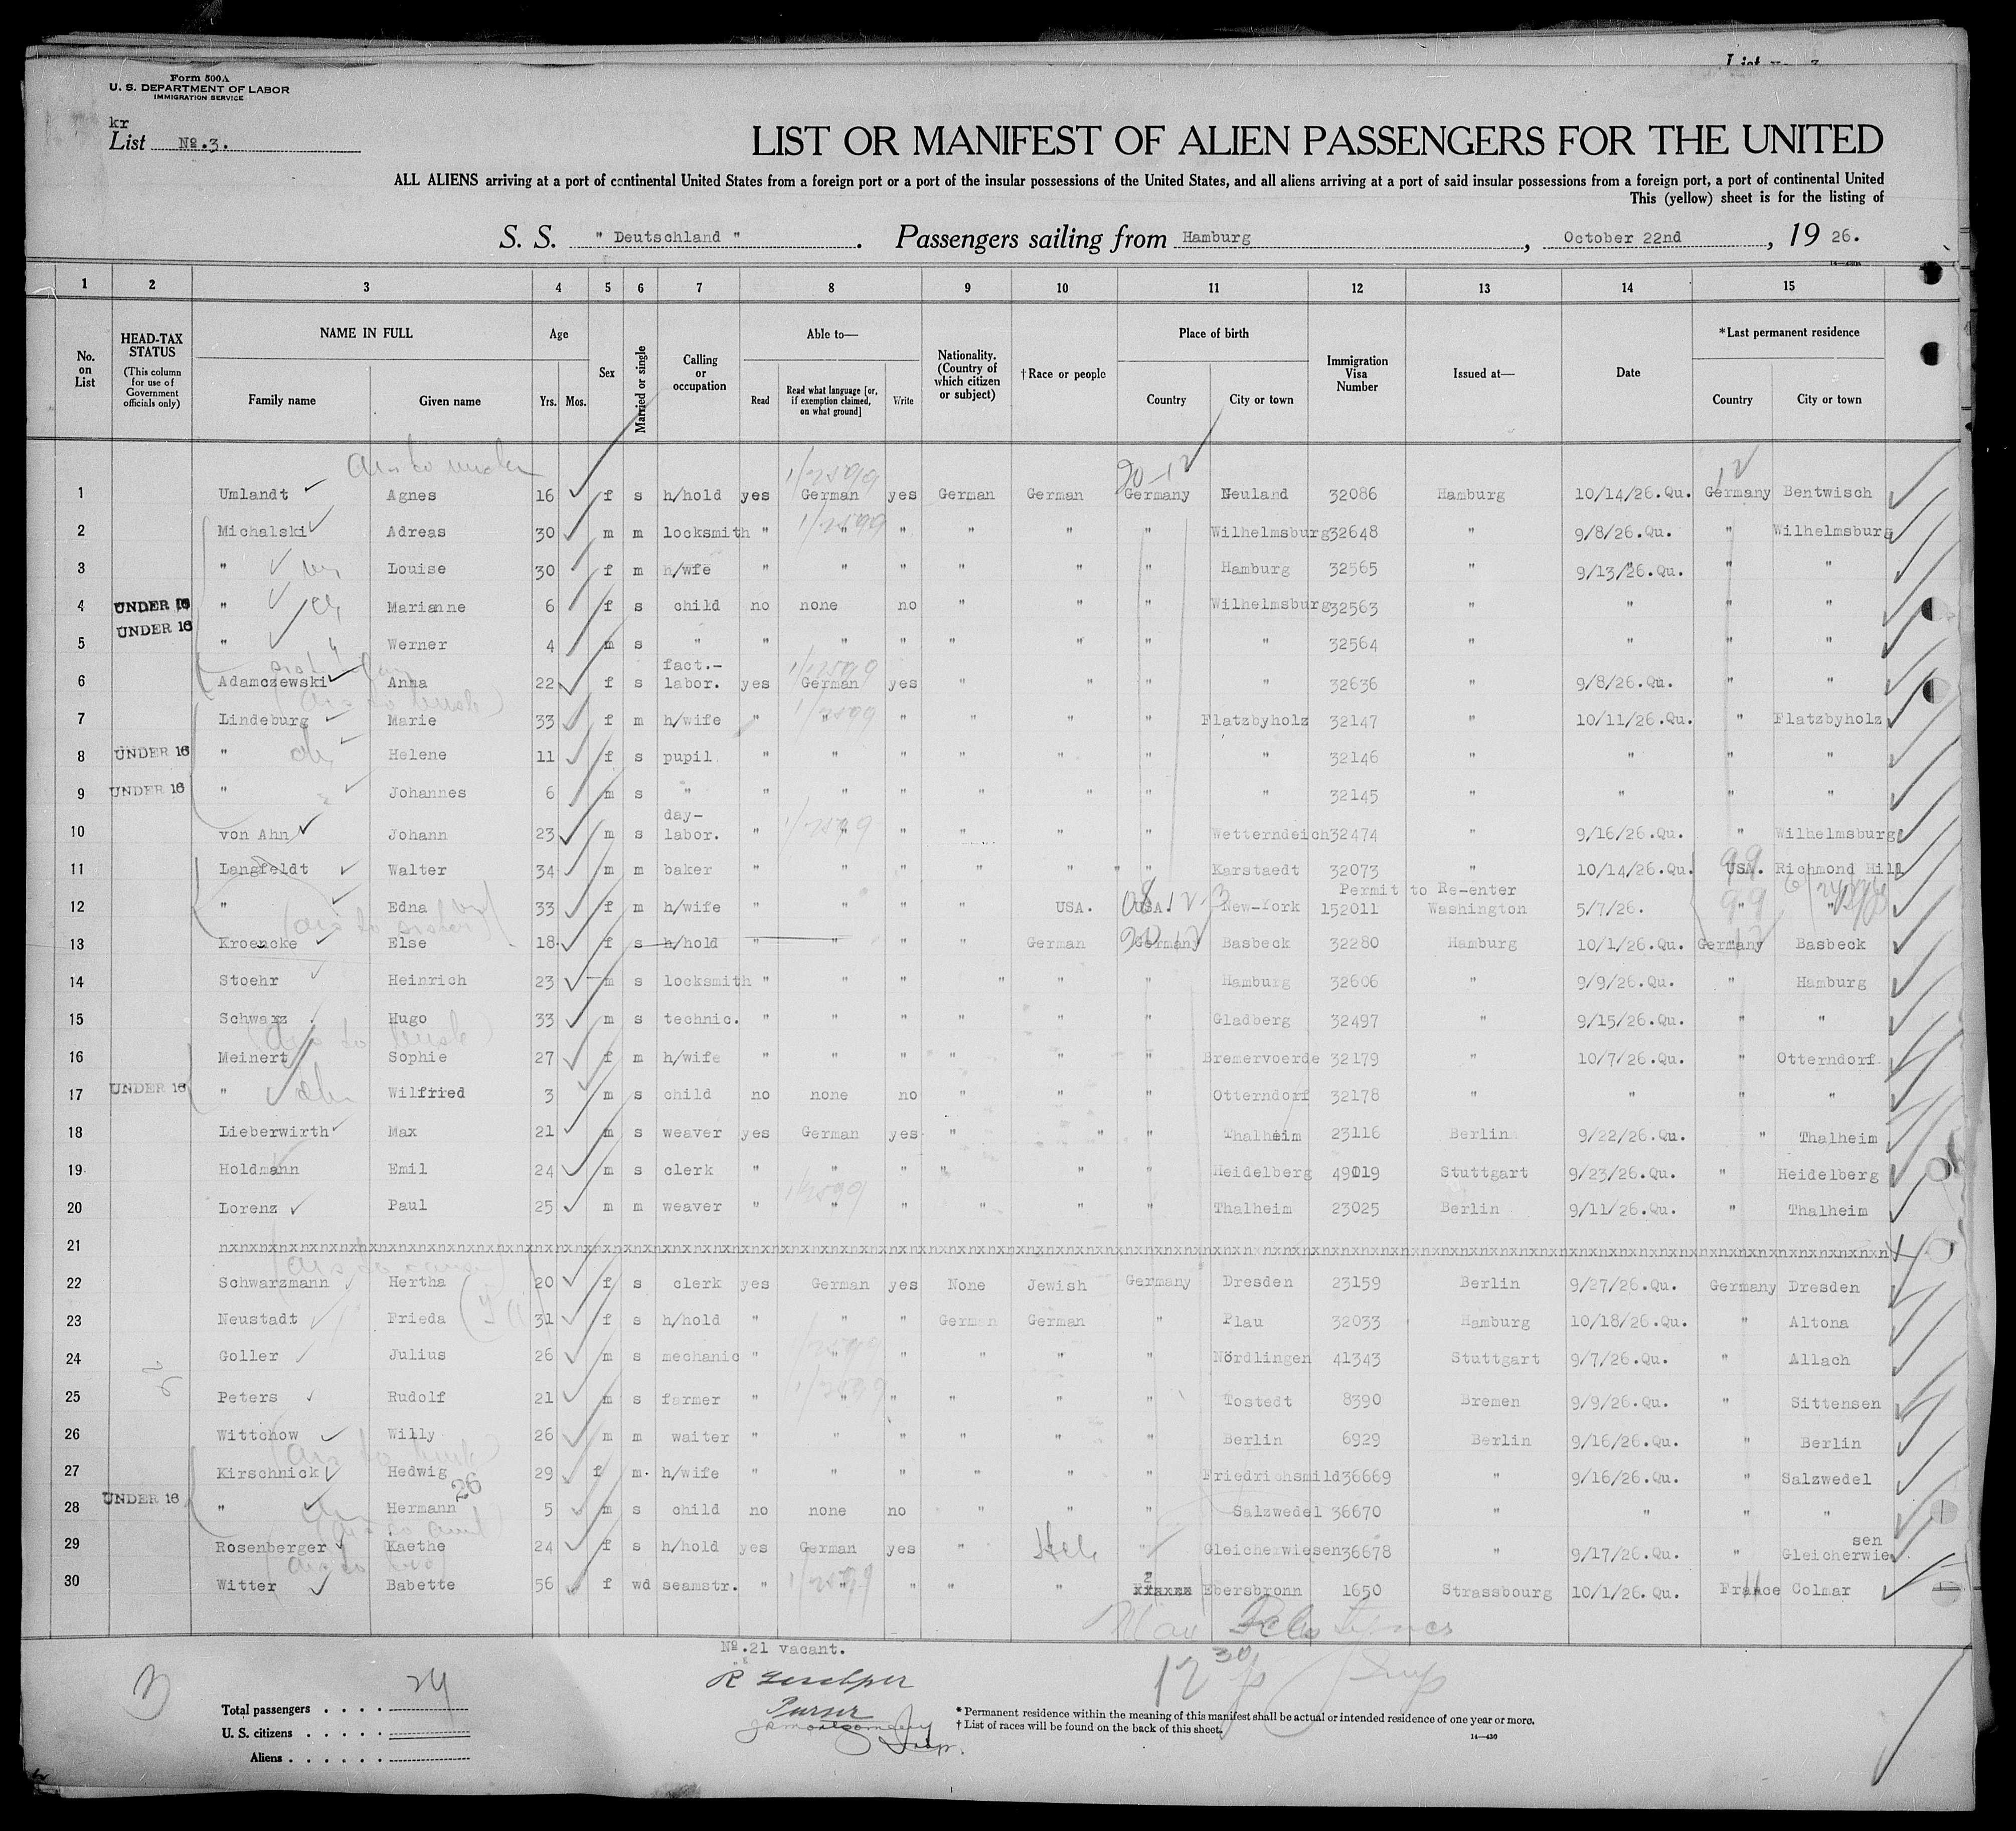 Form 500A
U. S. DEPARTMENT OF LABOR
IMMIGRATION SERVICE
kr
List No.3.
LIST OR MANIFEST OF ALIEN PASSENGERS FOR THE UNITED
ALL ALIENS arriving at a port of continental United States from a foreign port or a port of the insular possessions of the United States, and all aliens arriving at a port of said insular possessions from a foreign port, a port of continental United
This (yellow) sheet is for the listing of
S. S. " Deutschland ". Passengers sailing from Hamburg, October 22nd, 19 26.
1 2 3 4 5 6 7 8 9 10 11 12 13 14 15
No. on List
HEAD-TAX STATUS (This column for use of Government officials only)
NAME IN FULL Family name Given name
Age Yrs. Mos.
Sex
Married or single
Calling or occupation
Able to— Read Read what language [or, if exemption claimed, on what ground] Write
Nationality. (Country of which citizen or subject)
†Race or people
Place of birth Country City or town
Immigration Visa Number
Issued at—
Date
*Last permanent residence Country City or town
1 Umlandt Agnes 16 f s h/hold yes German yes German German Germany Neuland 32086 Hamburg 10/14/26.Qu. Germany Bentwisch
2 Michalski Adreas 30 m m locksmith " " " " " " Wilhelmsburg 32648 " 9/8/26.Qu. " Wilhelmsburg
3 " Louise 30 f m h/wfe " " " " " " Hamburg 32565 " 9/13/26.Qu. " "
4 UNDER 16 " Marianne 6 f s child no none no " " " Wilhelmsburg 32563 " " " "
5 UNDER 16 " Werner 4 m s " " " " " " " " 32564 " " " "
6 Adamczewski Anna 22 f s fact.-labor. yes German yes " " " " 32636 " 9/8/26.Qu. " "
7 Lindeburg Marie 33 f m h/wife " " " " " " Flatzbyholz 32147 " 10/11/26.Qu. " Flatzbyholz
8 UNDER 16 " Helene 11 f s pupil " " " " " " " 32146 " " " "
9 UNDER 16 " Johannes 6 m s " " " " " " " " 32145 " " " "
10 von Ahn Johann 23 m s day-labor. " " " " " " Wetterndeich 32474 " 9/16/26.Qu. " Wilhelmsburg
11 Langfeldt Walter 34 m m baker " " " " " " Karstaedt 32073 " 10/14/26.Qu. USA. Richmond Hill
Permit to Re-enter
12 " Edna 33 f m h/wife " " " " USA. USA. New-York 152011 Washington 5/7/26. " "
13 Kroencke Else 18 f s h/hold " " " " German Germany Basbeck 32280 Hamburg 10/1/26.Qu. Germany Basbeck
14 Stoehr Heinrich 23 m s locksmith " " " " " " Hamburg 32606 " 9/9/26.Qu. " Hamburg
15 Schwarz Hugo 33 m s technic. " " " " " " Gladberg 32497 " 9/15/26.Qu. " "
16 Meinert Sophie 27 f m h/wife " " " " " " Bremervoerde 32179 " 10/7/26.Qu. " Otterndorf
17 UNDER 16 " Wilfried 3 m s child no none no " " " Otterndorf 32178 " " " "
18 Lieberwirth Max 21 m s weaver yes German yes " " " Thalheim 23116 Berlin 9/22/26.Qu. " Thalheim
19 Holdmann Emil 24 m s clerk " " " " " " Heidelberg 49019 Stuttgart 9/23/26.Qu. " Heidelberg
20 Lorenz Paul 25 m m weaver " " " " " " Thalheim 23025 Berlin 9/11/26.Qu. " Thalheim
21
22 Schwarzmann Hertha 20 f s clerk yes German yes None Jewish Germany Dresden 23159 Berlin 9/27/26.Qu. Germany Dresden
23 Neustadt Frieda 31 f s h/hold " " " German German " Plau 32033 Hamburg 10/18/26.Qu. " Altona
24 Goller Julius 26 m s mechanic " " " " " " Nördlingen 41343 Stuttgart 9/7/26.Qu. " Allach
25 Peters Rudolf 21 m s farmer " " " " " " Tostedt 8390 Bremen 9/9/26.Qu. " Sittensen
26 Wittchow Willy 26 m m waiter " " " " " " Berlin 6929 Berlin 9/16/26.Qu. " Berlin
27 Kirschnick Hedwig 29 f m. h/wife " " " " " " Friedrichsmild 36669 " 9/16/26.Qu. " Salzwedel
28 UNDER 16 " Hermann 26 5 m s child no none no " " " Salzwedel 36670 " " " "
29 Rosenberger Kaethe 24 f s h/hold yes German yes " Heb " Gleicherwiesen 36678 " 9/17/26.Qu. " Gleicherwiesen
30 Witter Babette 56 f wd seamstr. " " " " " Ebersbronn 1650 Strassbourg 10/1/26.Qu. France Colmar
No.21 vacant.
Purser
12 30 p
Total passengers . . . . 29
U. S. citizens . . . . .
Aliens . . . . . .
* Permanent residence within the meaning of this manifest shall be actual or intended residence of one year or more.
† List of races will be found on the back of this sheet.
14—430